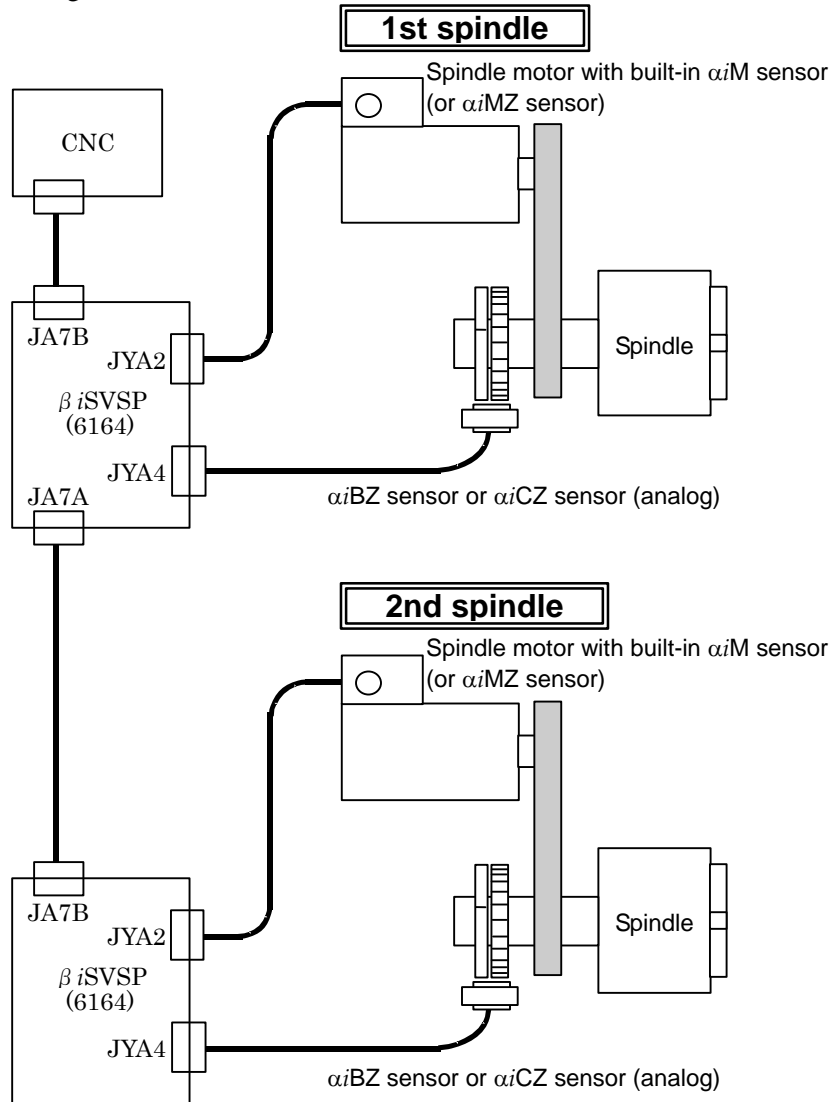 1st spindle
Spindle motor with built-in αiM sensor
(or αiMZ sensor)
CNC
JA7B
JYA2
β iSVSP
(6164)
JYA4
JA7A
Spindle
αiBZ sensor or αiCZ sensor (analog)
2nd spindle
Spindle motor with built-in αiM sensor
(or αiMZ sensor)
JA7B
JYA2
β iSVSP
(6164)
JYA4
Spindle
αiBZ sensor or αiCZ sensor (analog)